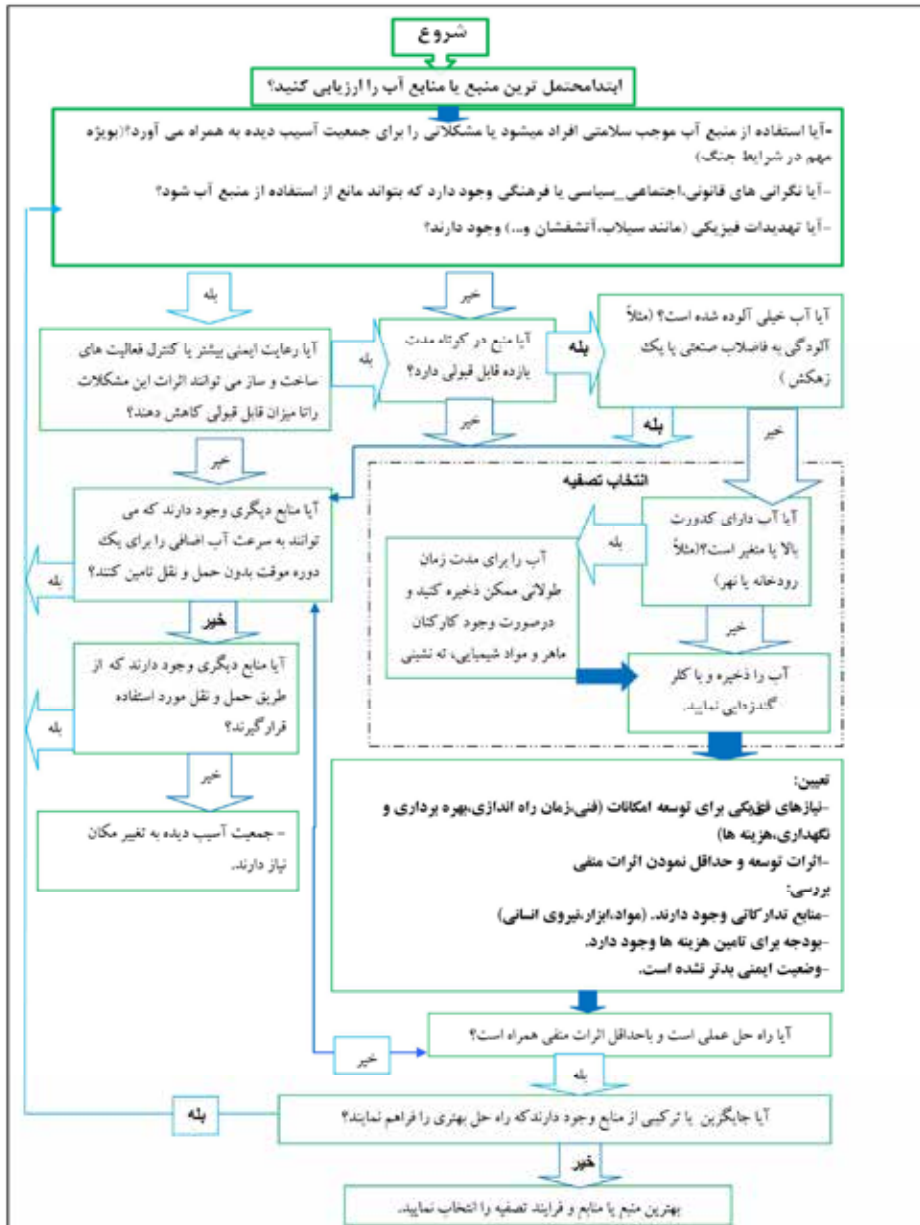 شروع
ابتدامحتمل ترین منبع یا منابع آب را ارزیابی کنید؟
-آیا استفاده از منبع آب موجب سلامتی افراد میشود یا مشکلاتی را برای جمعیت آسیب دیده به همراه می آورد؟(بویژه
مهم در شرایط جنگ)
-آیا نگرانی های قانونی،اجتماعی_سیاسی یا فرهنگی وجود دارد که بتواند مانع از استفاده از منبع آب شود؟
-آیا تهدیدات فیزیکی (مانند سیلاب،آتشفشان و...) وجود دارند؟
خیر
بله
آیا آب خیلی آلوده شده است؟ (مثلاً
آلودگی به فاضلاب صنعتی یا یک
زهکش )
بله
آیا منبع در کوتاه مدت
بازده قابل قبولی دارد؟
بله
آیا رعایت ایمنی بیشتر یا کنترل فعالیت های
ساخت و ساز می توانند اثرات این مشکلات
راتا میزان قابل قبولی کاهش دهند؟
خیر
بله
خیر
خیر
انتخاب تصفیه
آیا آب دارای کدورت
بالا یا متغیر است؟(مثلاً
رودخانه یا نهر)
بله
آب را برای مدت زمان
طولانی ممکن ذخیره کنید و
درصورت وجود کارکنان
ماهر و مواد شیمیایی، ته نشینی
آیا منابع دیگری وجود دارند که می
توانند به سرعت آب اضافی را برای یک
دوره موقت بدون حمل و نقل تامین کنند؟
بله
خیر
خیر
آب را ذخیره و با کلر
گندزدایی نمایید.
آیا منابع دیگری وجود دارند که از
طریق حمل و نقل مورد استفاده
قرارگیرند؟
بله
خیر
- جمعیت آسیب دیده به تغییر مکان
نیاز دارند.
تعیین:
-نیازهای فیزیکی برای توسعه امکانات (فنی،زمان راه اندازی،بهره برداری و
نگهداری،هزینه ها)
-اثرات توسعه و حداقل نمودن اثرات منفی
بررسی:
-منابع تدارکاتی وجود دارند. (مواد،ابزار،نیروی انسانی)
-بودجه برای تامین هزینه ها وجود دارد.
-وضعیت ایمنی بدتر نشده است.
آیا راه حل عملی است و باحداقل اثرات منفی همراه است؟
خیر
بله
آیا جایگزین یا ترکیبی از منابع وجود دارندکه راه حل بهتری را فراهم نمایند؟
بله
خیر
بهترین منبع یا منابع و فرایند تصفیه را انتخاب نمایید.